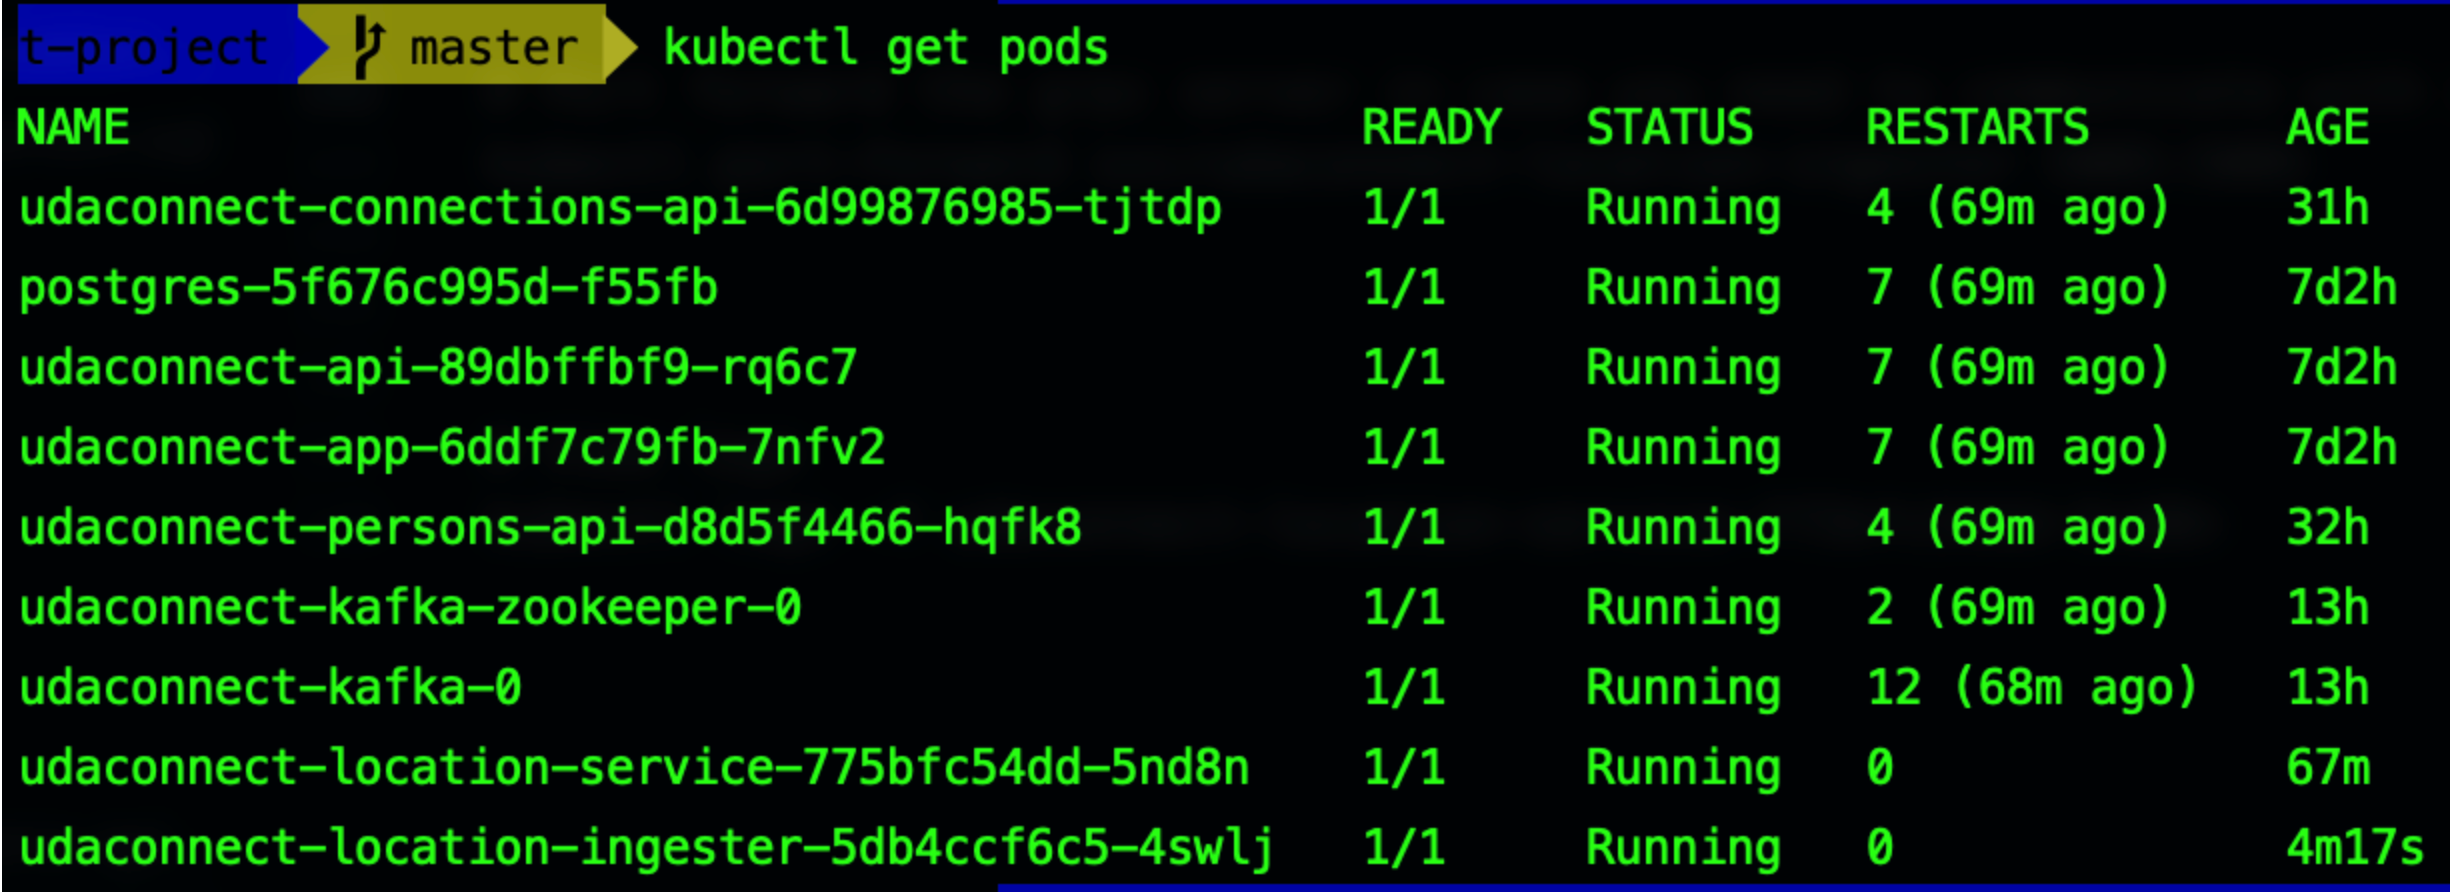 t-project master kubectl get pods
NAME READY STATUS RESTARTS AGE
udaconnect-connections-api-6d99876985-tjtdp 1/1 Running 4 (69m ago) 31h
postgres-5f676c995d-f55fb 1/1 Running 7 (69m ago) 7d2h
udaconnect-api-89dbffbf9-rq6c7 1/1 Running 7 (69m ago) 7d2h
udaconnect-app-6ddf7c79fb-7nfv2 1/1 Running 7 (69m ago) 7d2h
udaconnect-persons-api-d8d5f4466-hqfk8 1/1 Running 4 (69m ago) 32h
udaconnect-kafka-zookeeper-0 1/1 Running 2 (69m ago) 13h
udaconnect-kafka-0 1/1 Running 12 (68m ago) 13h
udaconnect-location-service-775bfc54dd-5nd8n 1/1 Running 0 67m
udaconnect-location-ingester-5db4ccf6c5-4swlj 1/1 Running 0 4m17s